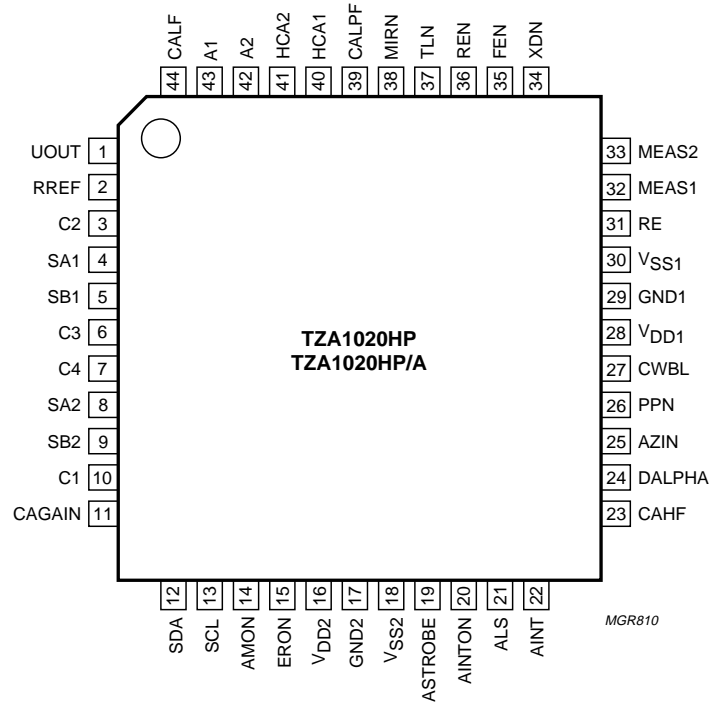 CALF
A1
A2
HCA2
HCA1
CALPF
MIRN
TLN
REN
FEN
XDN
44
43
42
41
40
39
38
37
36
35
34
UOUT 1
RREF 2
C2 3
SA1 4
SB1 5
C3 6
C4 7
SA2 8
SB2 9
C1 10
CAGAIN 11
TZA1020HP
TZA1020HP/A
33 MEAS2
32 MEAS1
31 RE
30 VSS1
29 GND1
28 VDD1
27 CWBL
26 PPN
25 AZIN
24 DALPHA
23 CAHF
12
13
14
15
16
17
18
19
20
21
22
SDA
SCL
AMON
ERON
VDD2
GND2
VSS2
ASTROBE
AINTON
ALS
AINT
MGR810